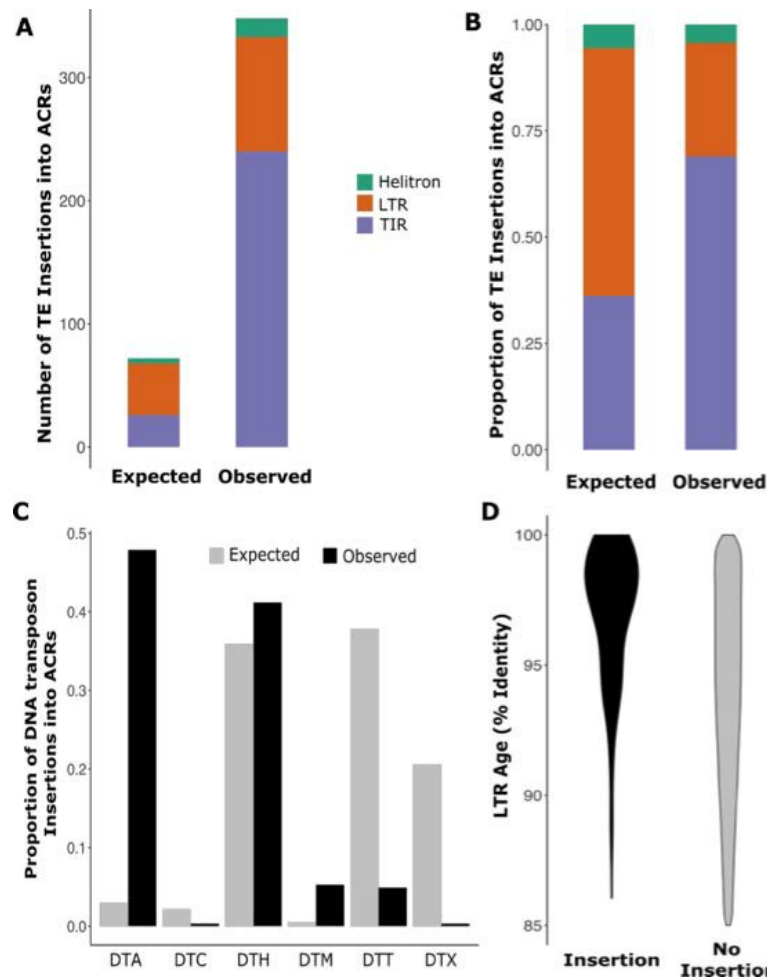 A
Number of TE Insertions into ACRs
300
200
100
0
Expected
Observed
Helitron
LTR
TIR
B
Proportion of TE Insertions into ACRs
1.00
0.75
0.50
0.25
0.00
Expected
Observed
C
Proportion of DNA transposon
Insertions into ACRs
0.5
0.4
0.3
0.2
0.1
0.0
Expected
Observed
DTA
DTC
DTH
DTM
DTT
DTX
D
LTR Age (% Identity)
100
95
90
85
Insertion
No
Insertion